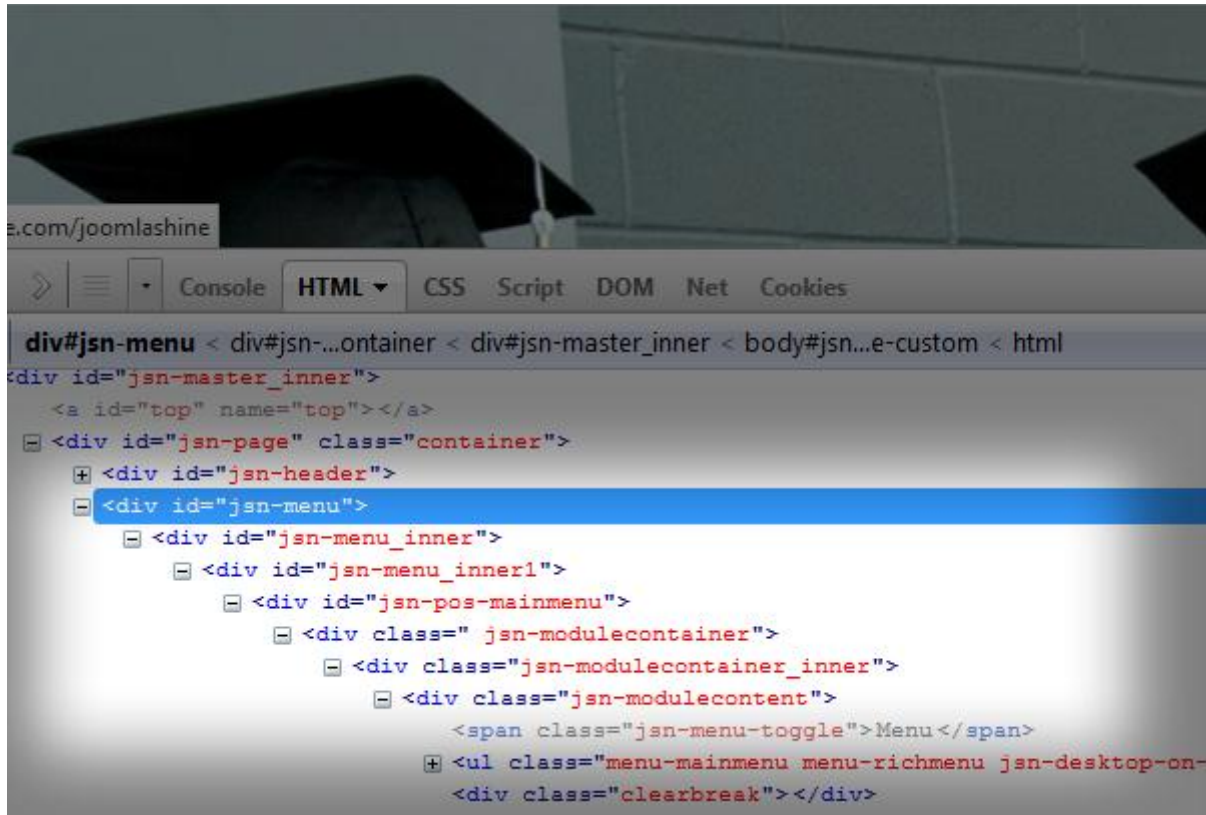 e.com/joomlashine
Console HTML CSS Script DOM Net Cookies
div#jsn-menu < div#jsn-...ontainer < div#jsn-master_inner < body#jsn...e-custom < html
<div id="jsn-master_inner">
<a id="top" name="top"></a>
<div id="jsn-page" class="container">
<div id="jsn-header">
<div id="jsn-menu">
<div id="jsn-menu_inner">
<div id="jsn-menu_inner1">
<div id="jsn-pos-mainmenu">
<div class=" jsn-modulecontainer">
<div class="jsn-modulecontainer_inner">
<div class="jsn-modulecontent">
<span class="jsn-menu-toggle">Menu</span>
<ul class="menu-mainmenu menu-richmenu jsn-desktop-on-
<div class="clearbreak"></div>